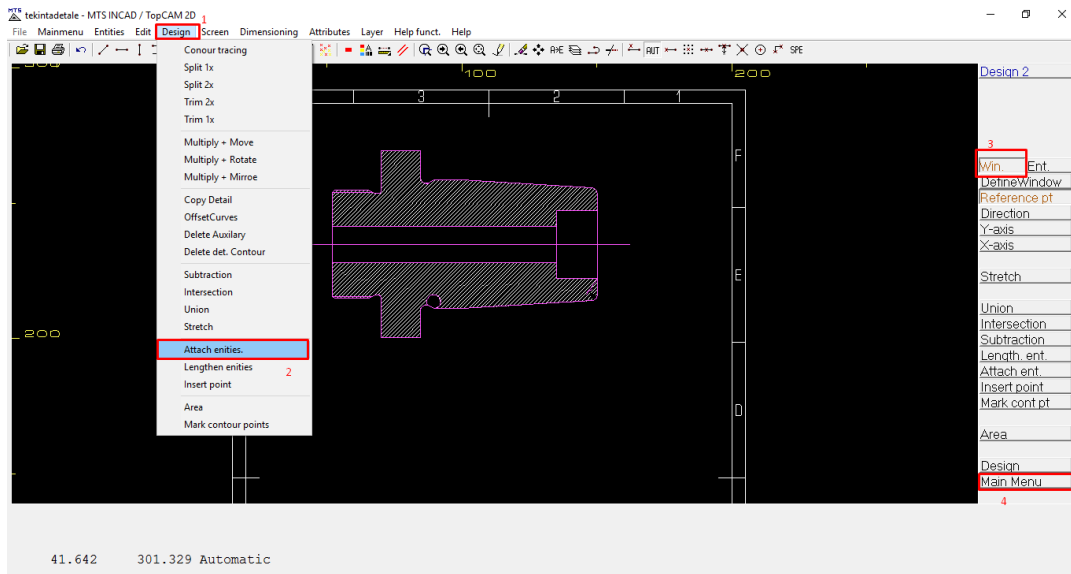 MTS tekintadetale - MTS INCAD / TopCAM 2D
1
File Mainmenu Entities Edit Design Screen Dimensioning Attributes Layer Help funct. Help
AUT SPE
100 200
Design 2
Conour tracing
Split 1x
Split 2x
Trim 2x
Trim 1x
Multiply + Move
Multiply + Rotate
Multiply + Mirroe
Copy Detail
OffsetCurves
Delete Auxilary
Delete det. Contour
Subtraction
Intersection
Union
Stretch
Attach enities.
Lengthen enities
2
Insert point
Area
Mark contour points
200
3 2 1
F
E
D
3
Win. Ent.
DefineWindow
Reference pt
Direction
Y-axis
X-axis
Stretch
Union
Intersection
Subtraction
Length. ent.
Attach ent.
Insert point
Mark cont pt
Area
Design
Main Menu
4
41.642 301.329 Automatic